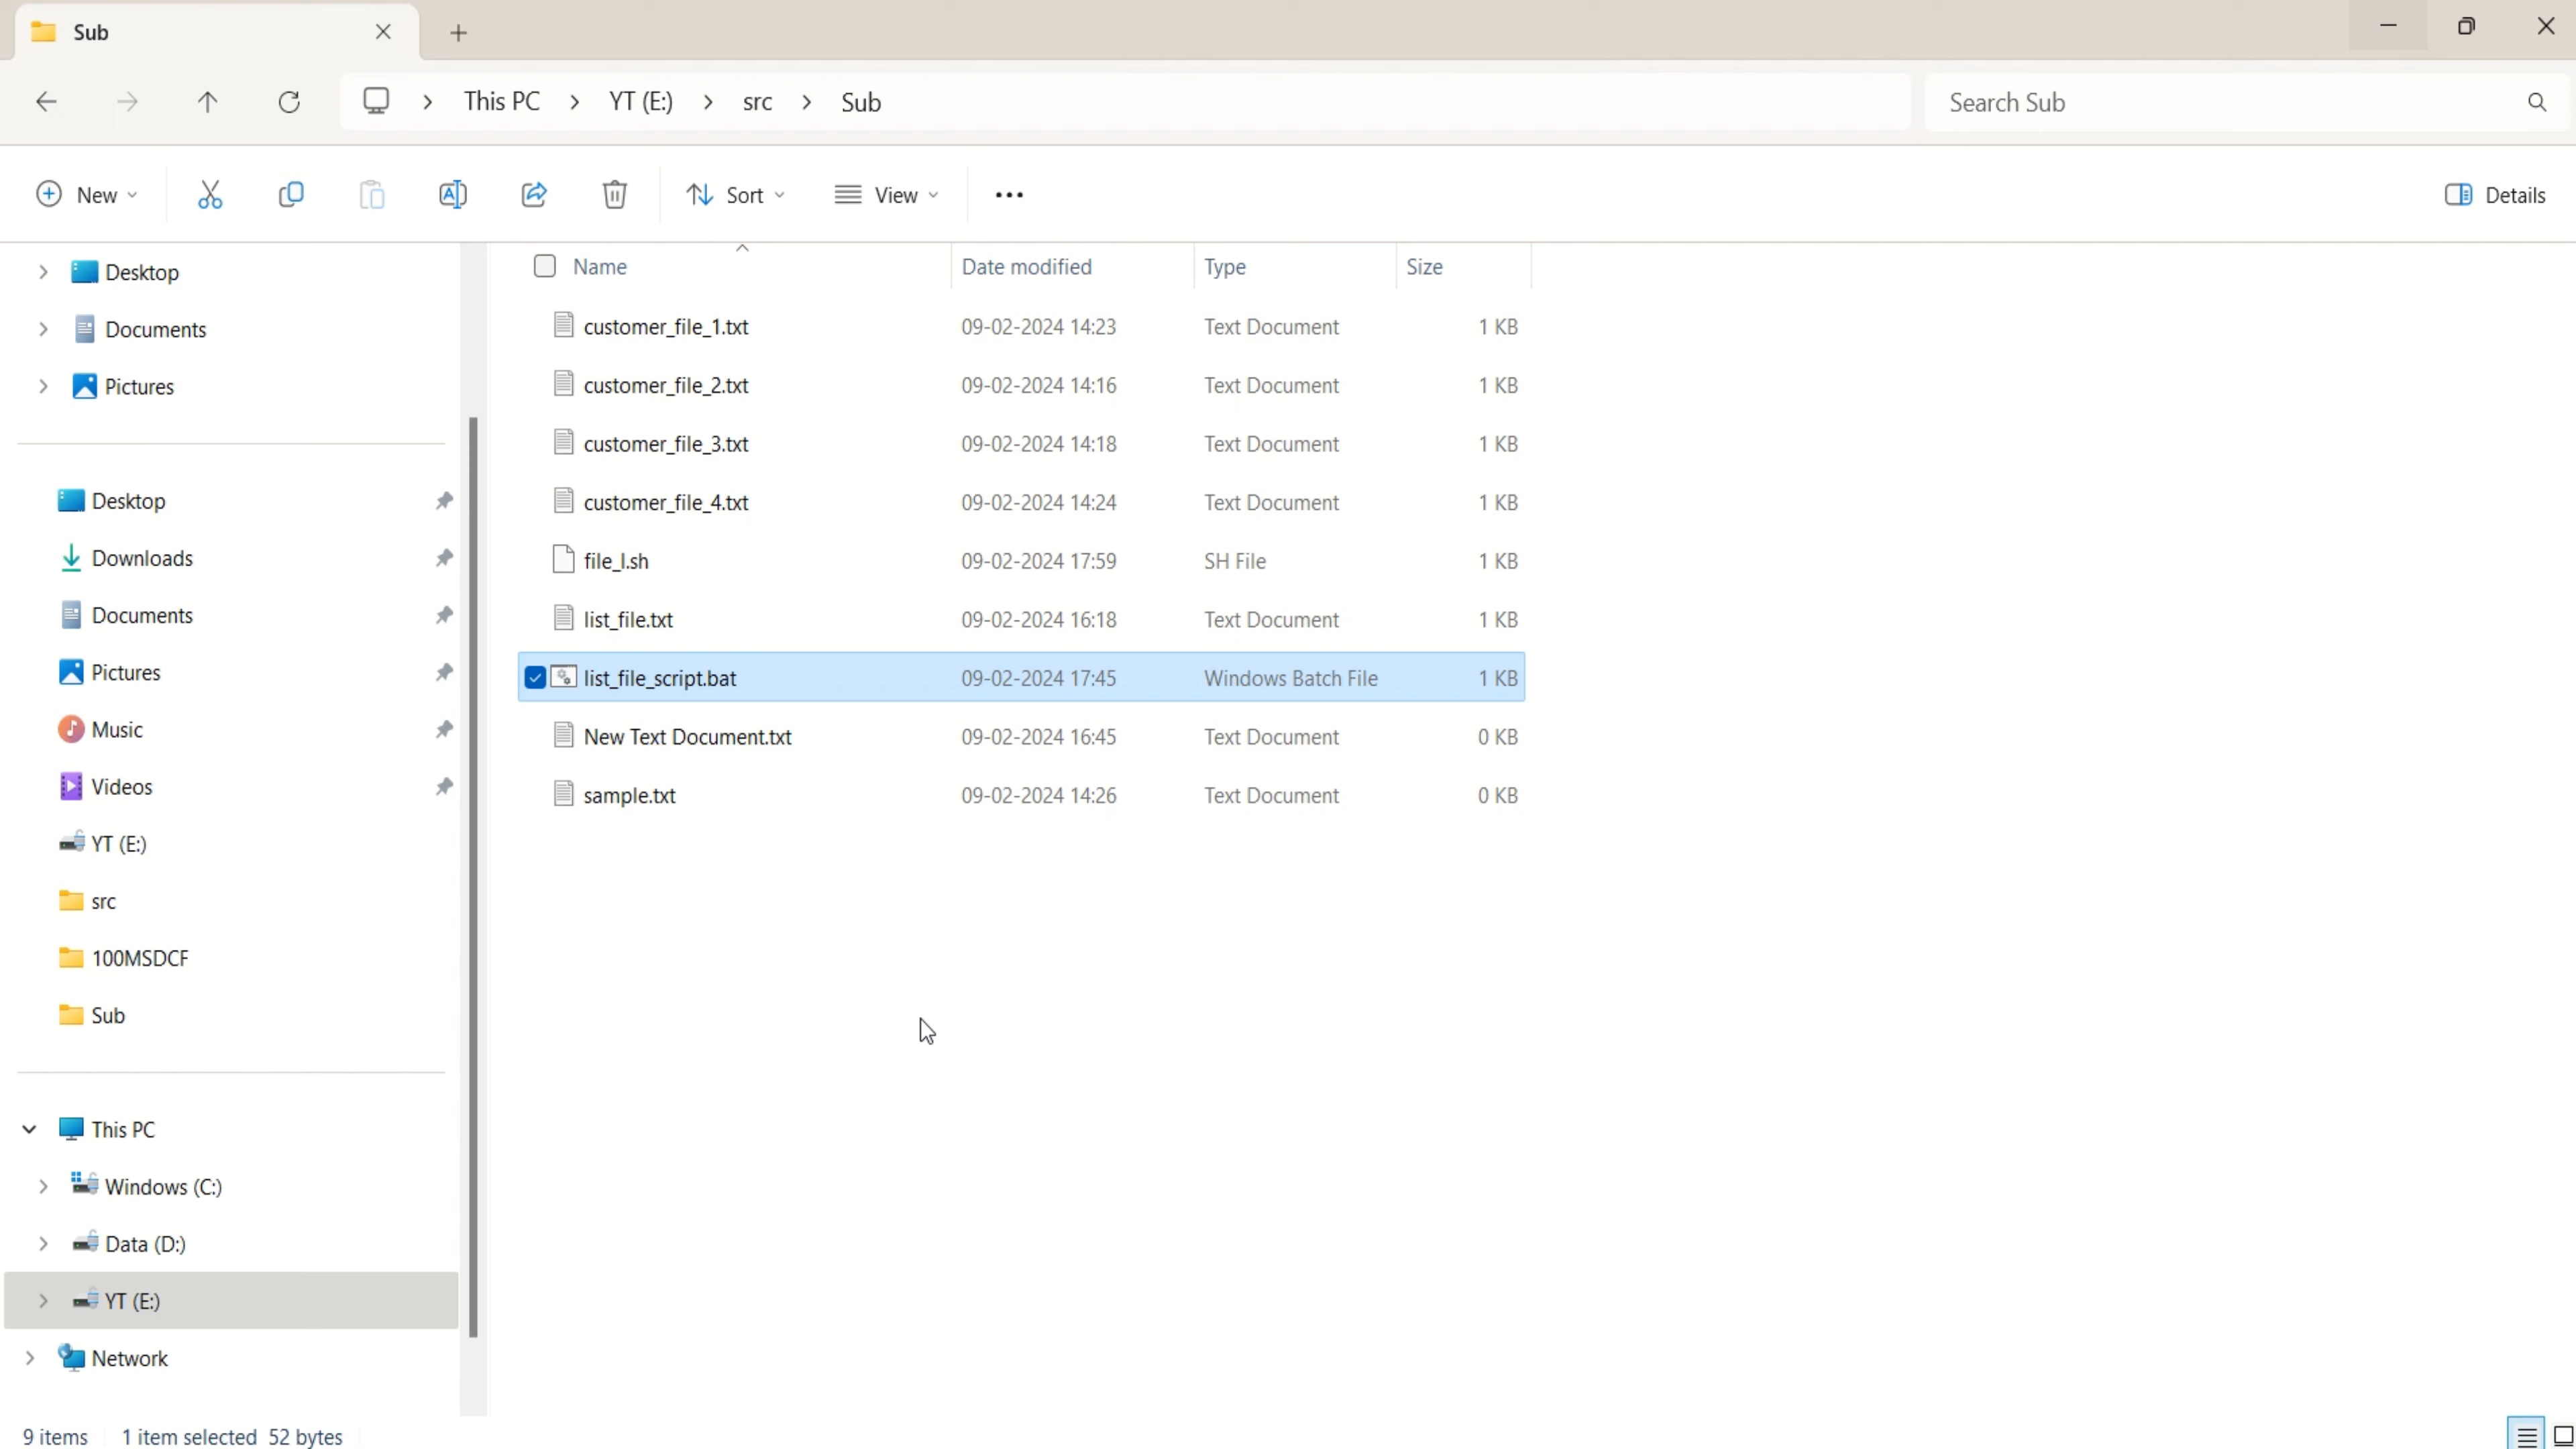 Sub
This PC
YT (E:)
src
Sub
Search Sub
New
Sort
View
Details
Desktop
Documents
Pictures
Desktop
Downloads
Documents
Pictures
Music
Videos
YT (E:)
src
100MSDCF
Sub
This PC
Windows (C:)
Data (D:)
YT (E:)
Network
Name Date modified Type Size
customer_file_1.txt 09-02-2024 14:23 Text Document 1 KB
customer_file_2.txt 09-02-2024 14:16 Text Document 1 KB
customer_file_3.txt 09-02-2024 14:18 Text Document 1 KB
customer_file_4.txt 09-02-2024 14:24 Text Document 1 KB
file_l.sh 09-02-2024 17:59 SH File 1 KB
list_file.txt 09-02-2024 16:18 Text Document 1 KB
list_file_script.bat 09-02-2024 17:45 Windows Batch File 1 KB
New Text Document.txt 09-02-2024 16:45 Text Document 0 KB
sample.txt 09-02-2024 14:26 Text Document 0 KB
9 items 1 item selected 52 bytes